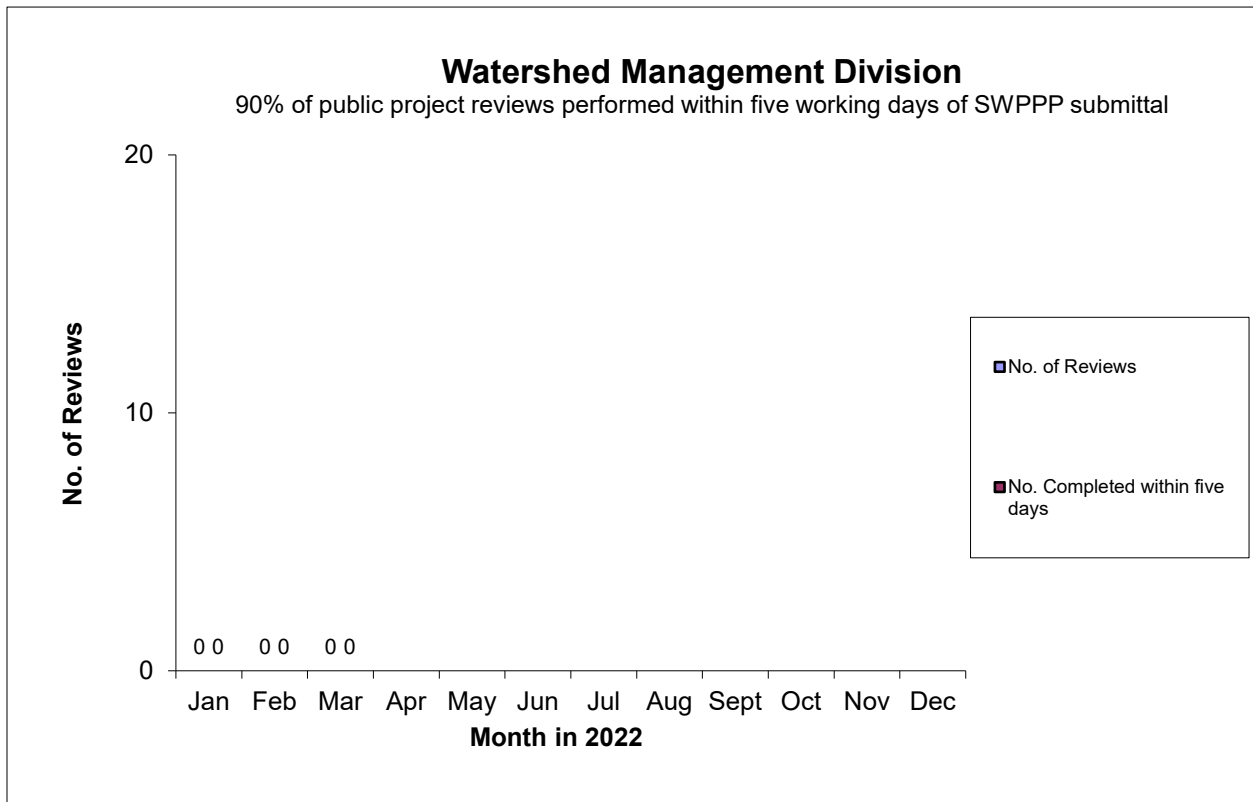 Watershed Management Division
90% of public project reviews performed within five working days of SWPPP submittal
20
10
0
No. of Reviews
0 0 0 0 0 0
Jan Feb Mar Apr May Jun Jul Aug Sept Oct Nov Dec
Month in 2022
No. of Reviews
No. Completed within five
days